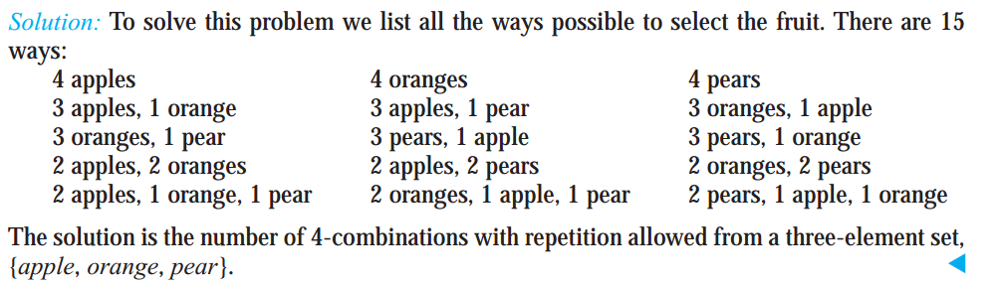 Solution: To solve this problem we list all the ways possible to select the fruit. There are 15
ways:
4 apples 4 oranges 4 pears
3 apples, 1 orange 3 apples, 1 pear 3 oranges, 1 apple
3 oranges, 1 pear 3 pears, 1 apple 3 pears, 1 orange
2 apples, 2 oranges 2 apples, 2 pears 2 oranges, 2 pears
2 apples, 1 orange, 1 pear 2 oranges, 1 apple, 1 pear 2 pears, 1 apple, 1 orange
The solution is the number of 4-combinations with repetition allowed from a three-element set,
{apple, orange, pear}.